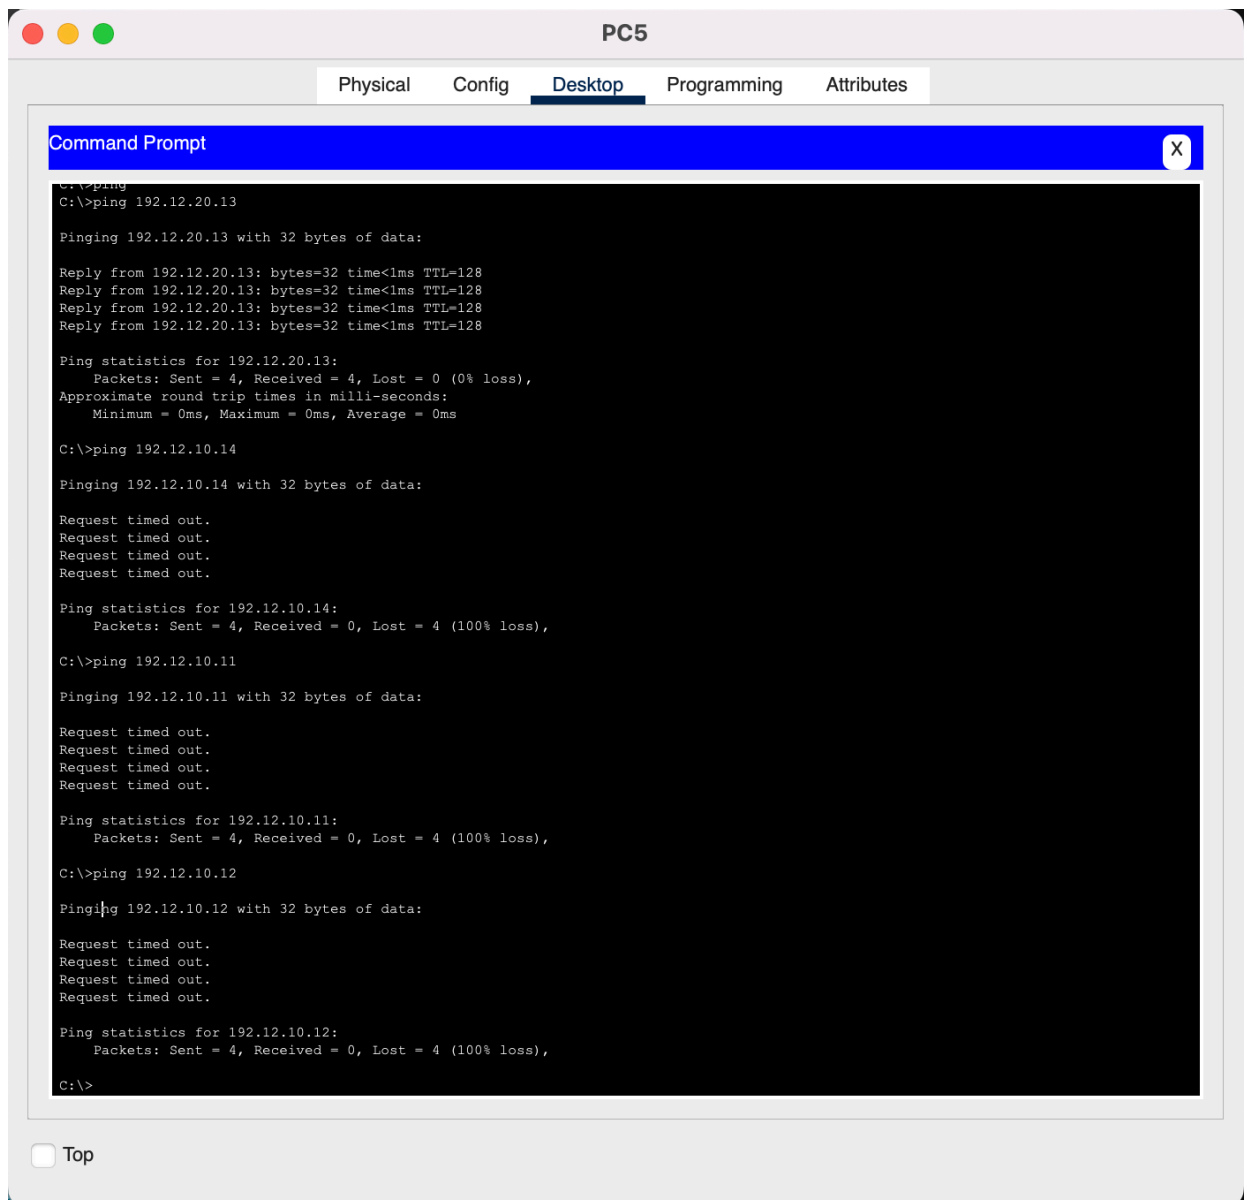 PC5
Physical Config Desktop Programming Attributes
Command Prompt
X
C:\>ping
C:\>ping 192.12.20.13
Pinging 192.12.20.13 with 32 bytes of data:
Reply from 192.12.20.13: bytes=32 time<1ms TTL=128
Reply from 192.12.20.13: bytes=32 time<1ms TTL=128
Reply from 192.12.20.13: bytes=32 time<1ms TTL=128
Reply from 192.12.20.13: bytes=32 time<1ms TTL=128
Ping statistics for 192.12.20.13:
Packets: Sent = 4, Received = 4, Lost = 0 (0% loss),
Approximate round trip times in milli-seconds:
Minimum = 0ms, Maximum = 0ms, Average = 0ms
C:\>ping 192.12.10.14
Pinging 192.12.10.14 with 32 bytes of data:
Request timed out.
Request timed out.
Request timed out.
Request timed out.
Ping statistics for 192.12.10.14:
Packets: Sent = 4, Received = 0, Lost = 4 (100% loss),
C:\>ping 192.12.10.11
Pinging 192.12.10.11 with 32 bytes of data:
Request timed out.
Request timed out.
Request timed out.
Request timed out.
Ping statistics for 192.12.10.11:
Packets: Sent = 4, Received = 0, Lost = 4 (100% loss),
C:\>ping 192.12.10.12
Pinging 192.12.10.12 with 32 bytes of data:
Request timed out.
Request timed out.
Request timed out.
Request timed out.
Ping statistics for 192.12.10.12:
Packets: Sent = 4, Received = 0, Lost = 4 (100% loss),
C:\>
Top